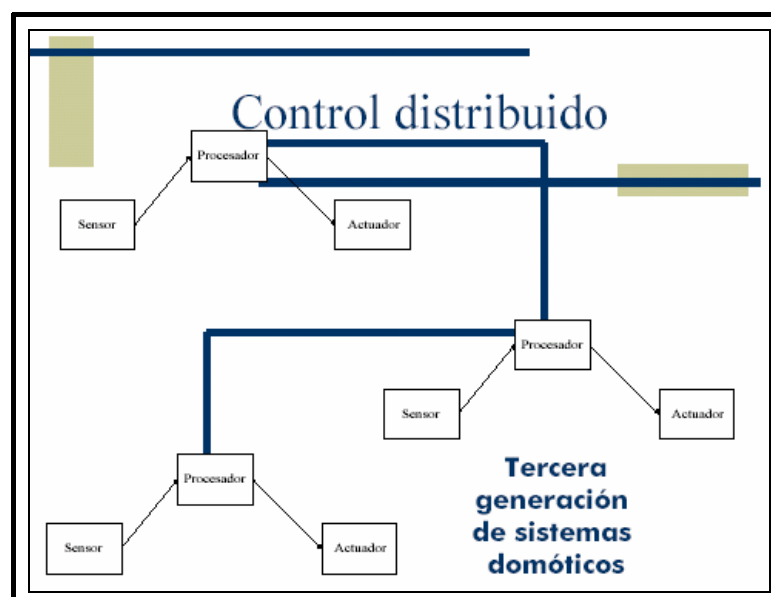 Control distribuido
Procesador
Sensor
Actuador
Procesador
Sensor
Actuador
Procesador
Sensor
Actuador
Tercera
generación
de sistemas
domóticos